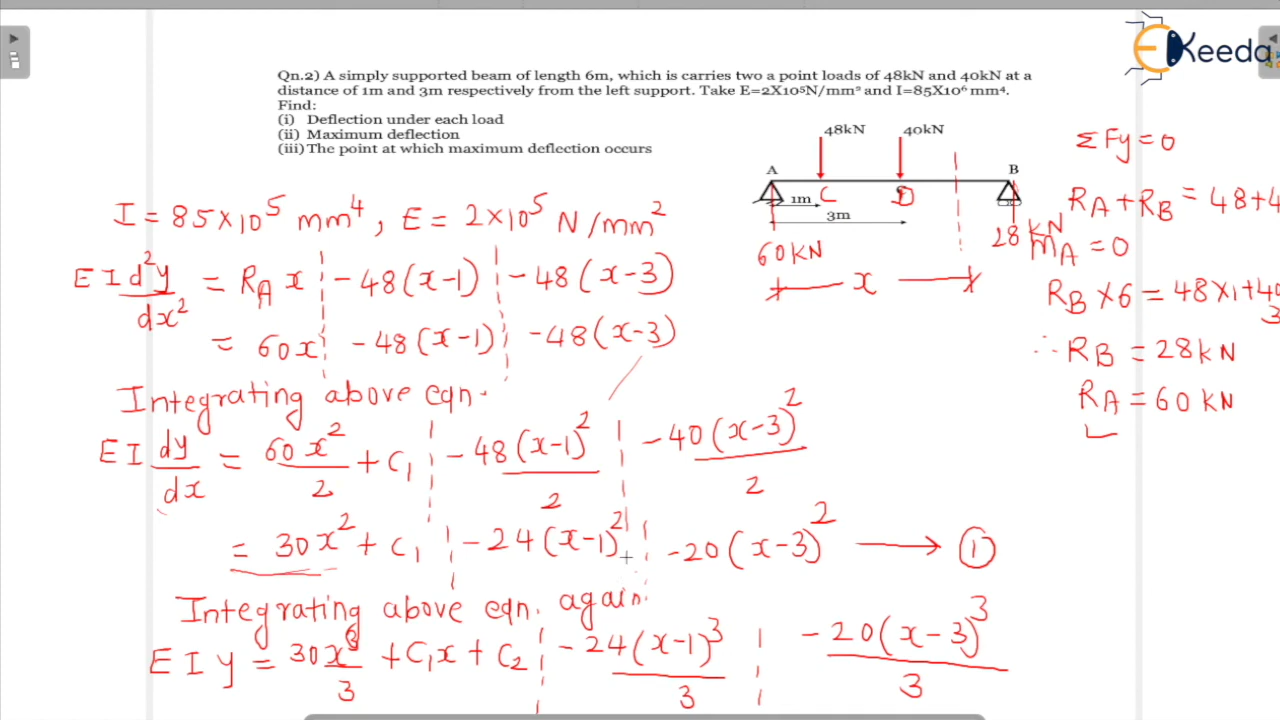 EKeeda
Qn.2) A simply supported beam of length 6m, which is carries two a point loads of 48kN and 40kN at a
distance of 1m and 3m respectively from the left support. Take E=2X10⁵N/mm² and I=85X10⁶ mm⁴.
Find:
(i) Deflection under each load
(ii) Maximum deflection
(iii) The point at which maximum deflection occurs
48kN 40kN
A B
C D
1m
3m
60KN
28 KN
x
ΣFy = 0
RA + RB = 48+4
mA = 0
RB × 6 = 48×1+40
3
∴ RB = 28kN
RA = 60 KN
I = 85×10⁵ mm⁴, E = 2×10⁵ N/mm²
EI d²y/dx² = RA x ¦ -48(x-1) ¦ -48(x-3)
= 60x ¦ -48(x-1) ¦ -48(x-3)
Integrating above eqn.
EI dy/dx = 60x²/2 + C₁ ¦ -48(x-1)²/2 ¦ -40(x-3)²/2
= 30x² + C₁ ¦ -24(x-1)² ¦ -20(x-3)² → ①
Integrating above eqn. again.
EIy = 30x³/3 + C₁x + C₂ ¦ -24(x-1)³/3 ¦ -20(x-3)³/3